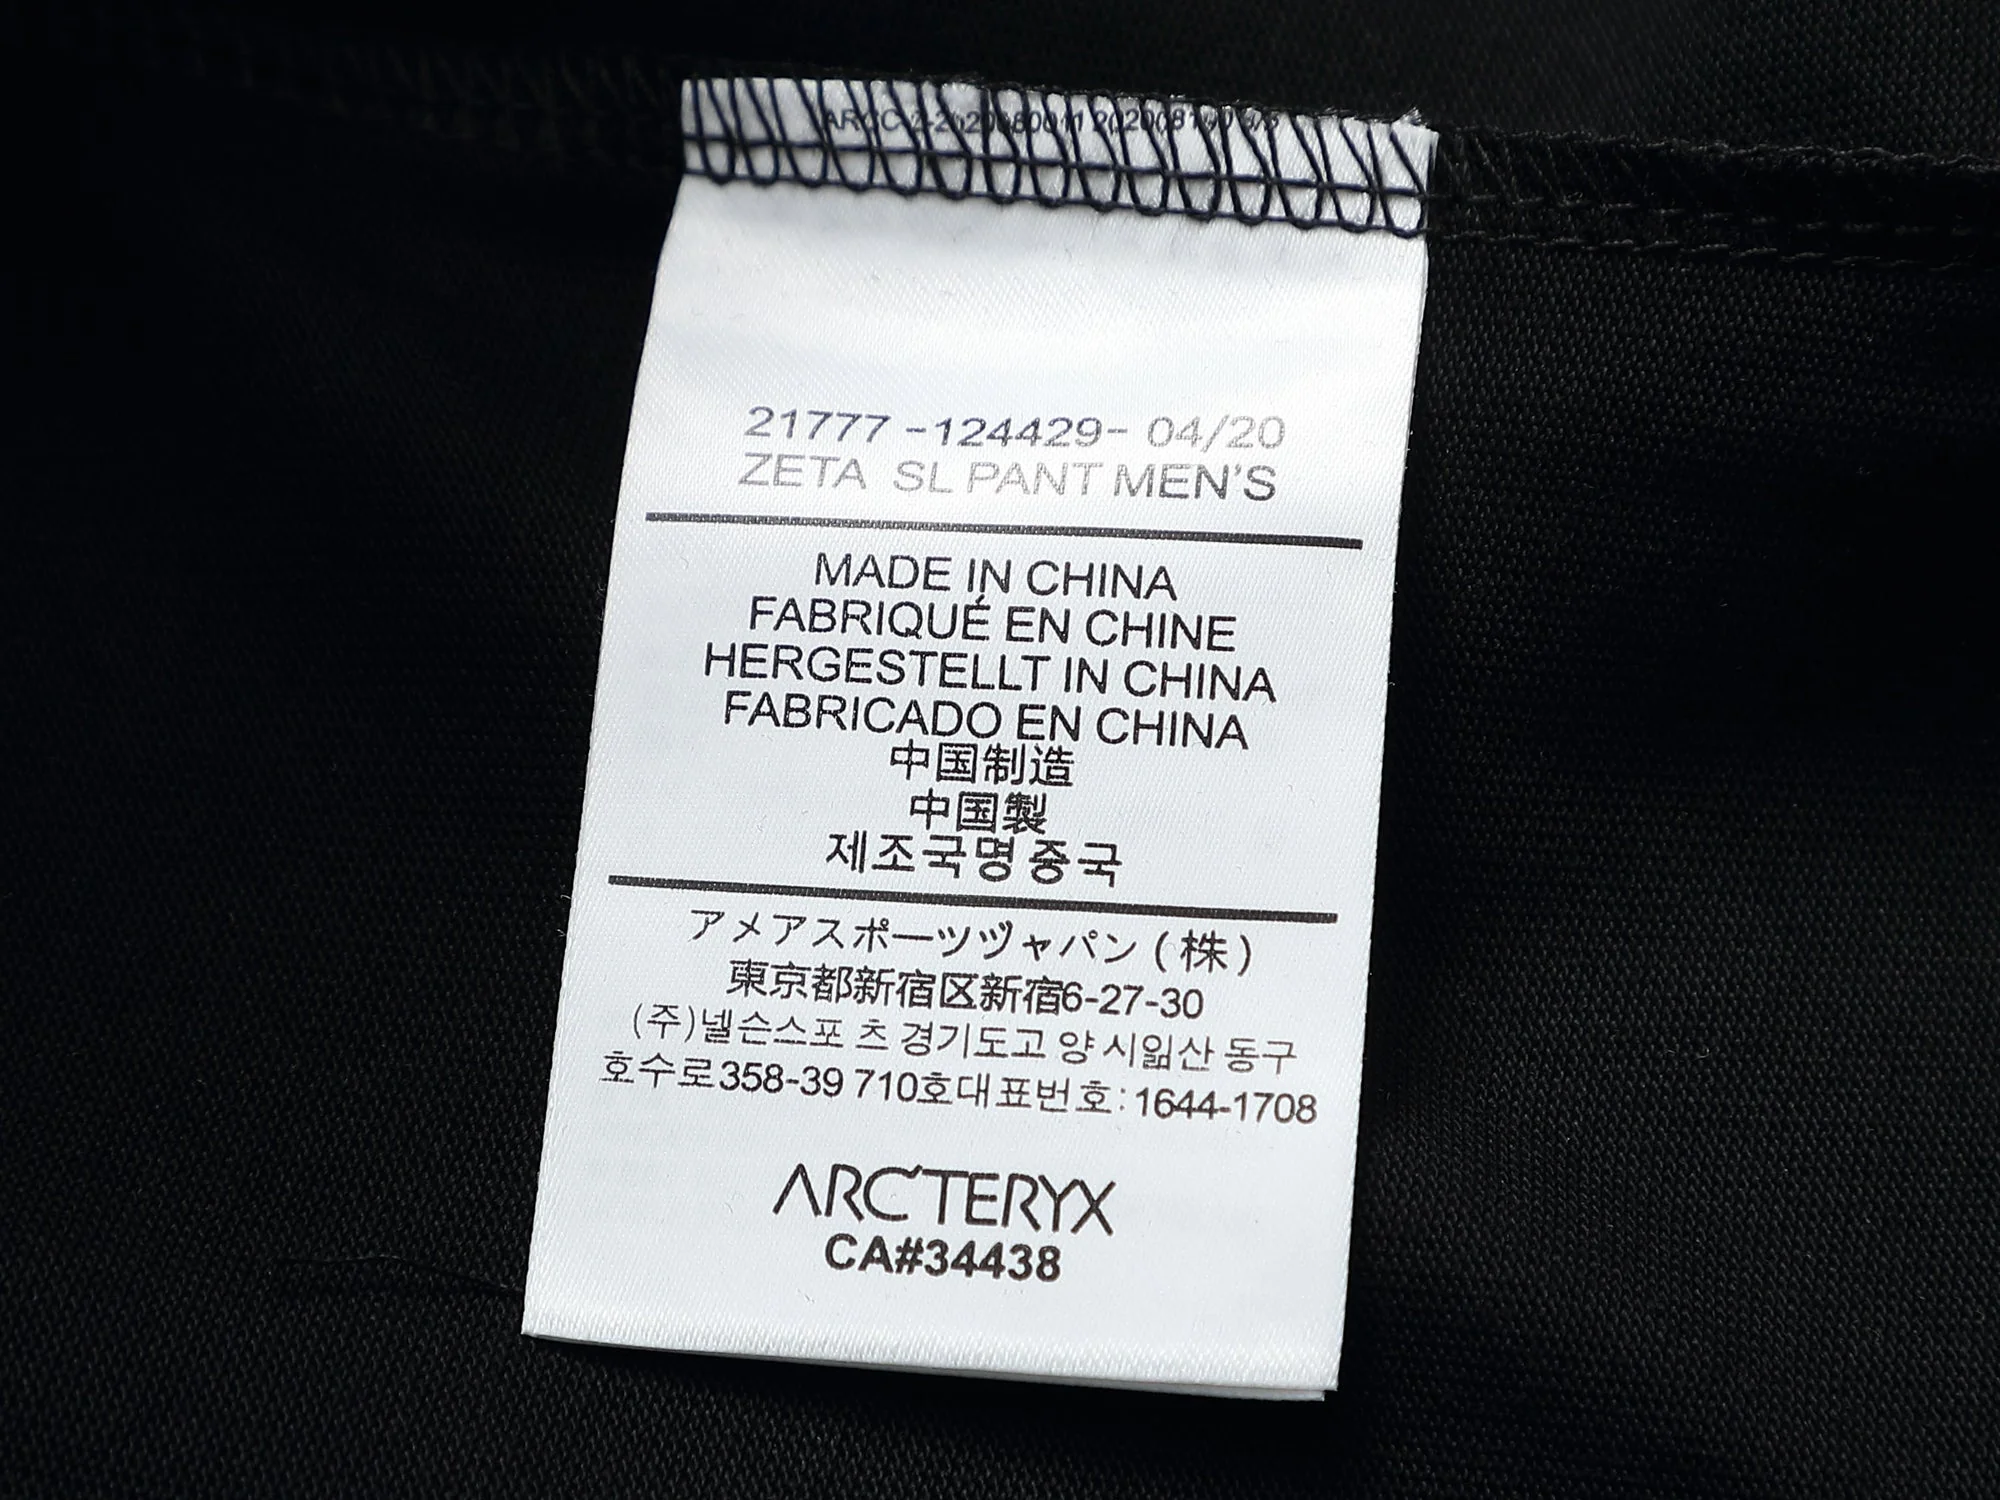 21777 -124429- 04/20
ZETA SL PANT MEN'S
MADE IN CHINA
FABRIQUÉ EN CHINE
HERGESTELLT IN CHINA
FABRICADO EN CHINA
中国制造
中国製
제조국명 중국
アメアスポーツヅャパン (株)
東京都新宿区新宿6-27-30
(주)넬슨스포 츠 경기도고 양 시일산 동구
호수로358-39 710호대표번호:1644-1708
ARC'TERYX
CA#34438